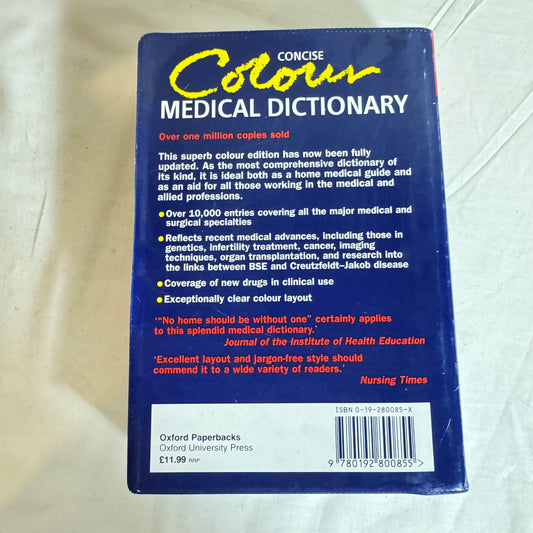 CONCISE
Colour
MEDICAL DICTIONARY
Over one million copies sold
This superb colour edition has now been fully
updated. As the most comprehensive dictionary of
its kind, it is ideal both as a home medical guide and
as an aid for all those working in the medical and
allied professions.
• Over 10,000 entries covering all the major medical and
surgical specialties
• Reflects recent medical advances, including those in
genetics, infertility treatment, cancer, imaging
techniques, organ transplantation, and research into
the links between BSE and Creutzfeldt–Jakob disease
• Coverage of new drugs in clinical use
• Exceptionally clear colour layout
‘“No home should be without one” certainly applies
to this splendid medical dictionary.’
Journal of the Institute of Health Education
‘Excellent layout and jargon-free style should
commend it to a wide variety of readers.’
Nursing Times
Oxford Paperbacks
Oxford University Press
£11.99 RRP
ISBN 0-19-280085-X
9 780192 800855 >